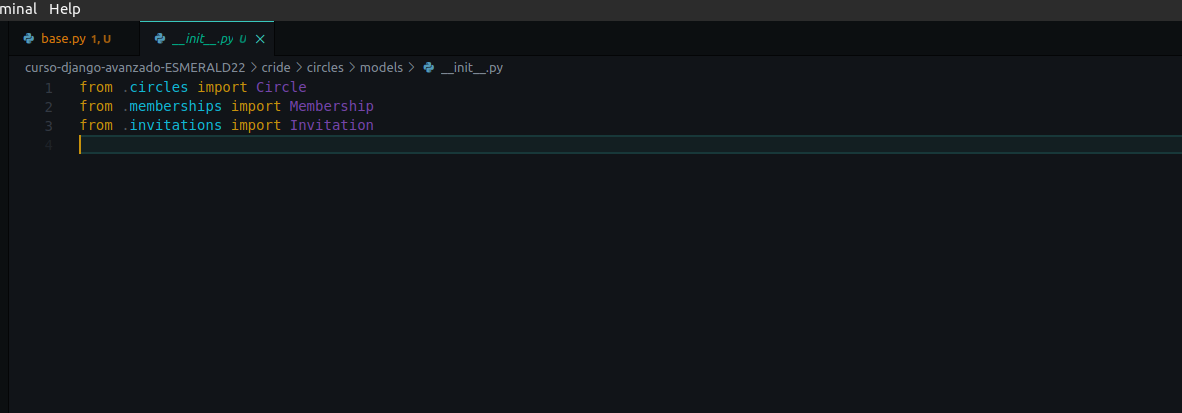 minal Help
base.py 1, U __init__.py U
curso-django-avanzado-ESMERALD22 > cride > circles > models > __init__.py
1 from .circles import Circle
2 from .memberships import Membership
3 from .invitations import Invitation
4